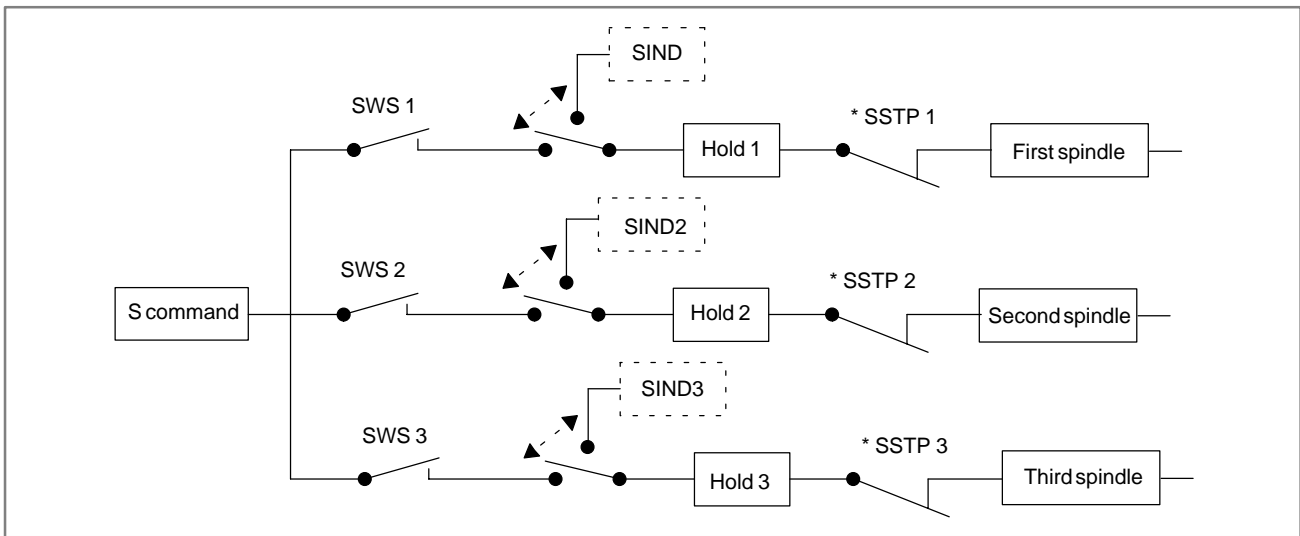 SIND
SWS 1
* SSTP 1
Hold 1
First spindle
SIND2
SWS 2
* SSTP 2
S command
Hold 2
Second spindle
SIND3
SWS 3
* SSTP 3
Hold 3
Third spindle